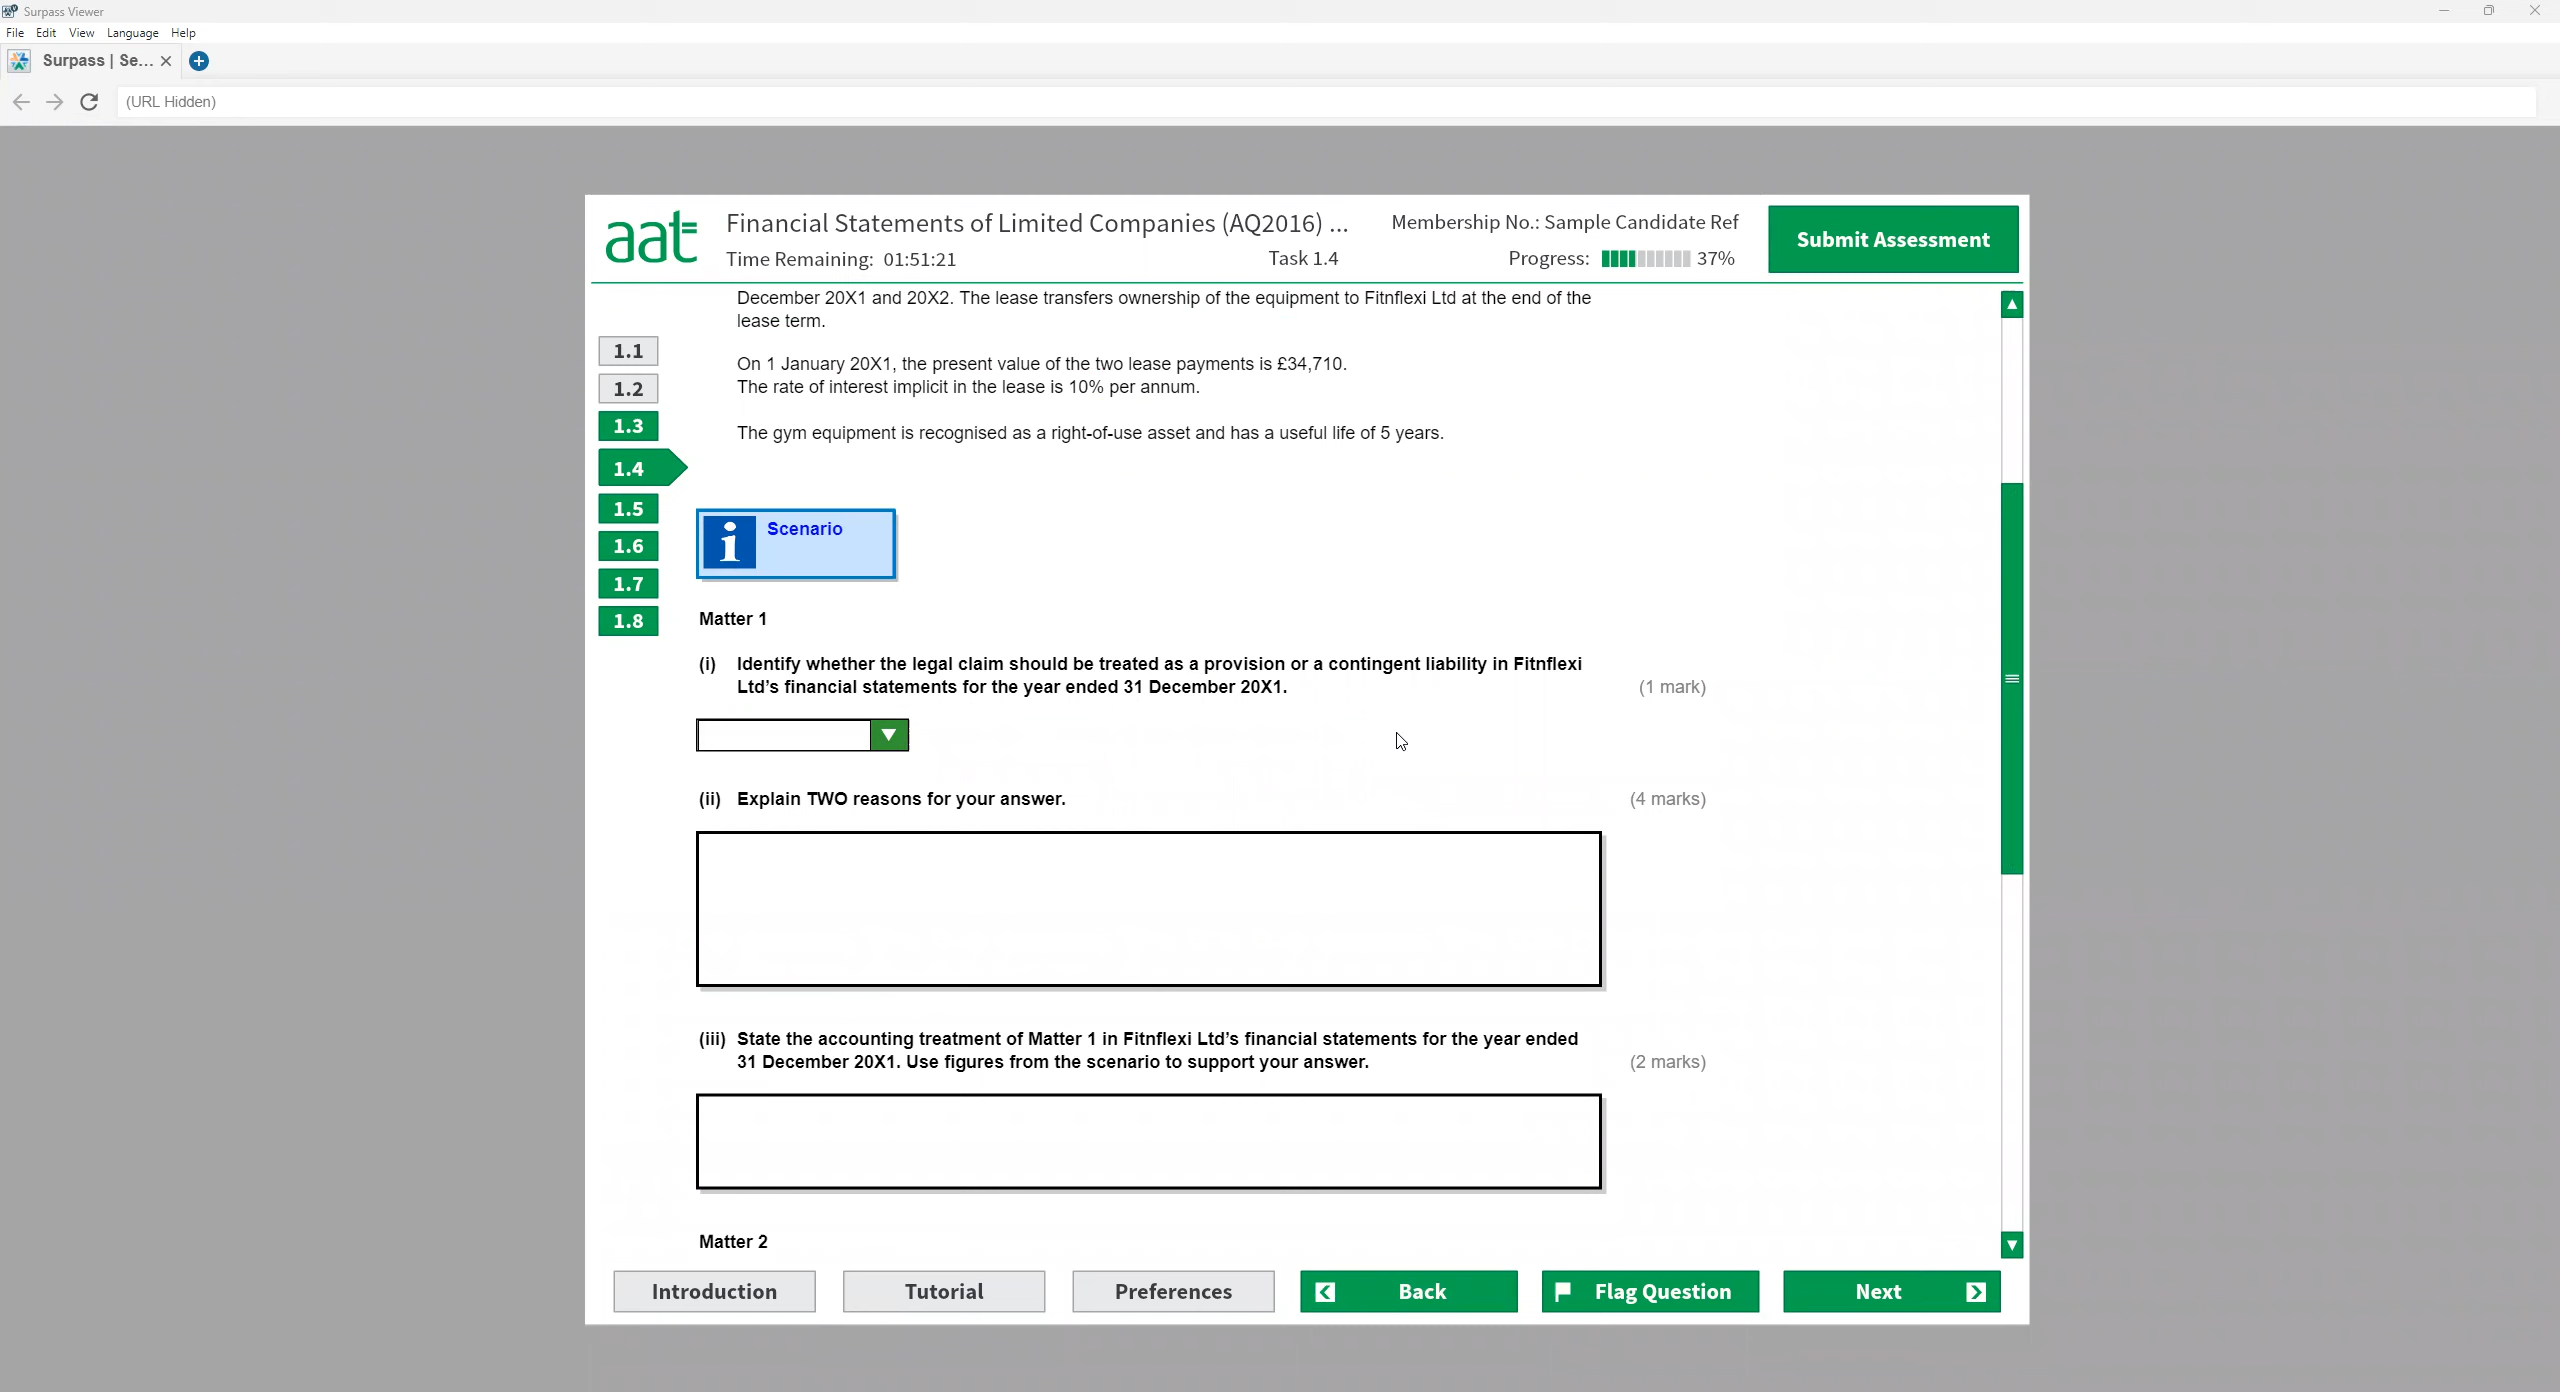 Surpass Viewer
File Edit View Language Help
Surpass | Se...
(URL Hidden)
aat
Financial Statements of Limited Companies (AQ2016) ...
Membership No.: Sample Candidate Ref
Submit Assessment
Time Remaining: 01:51:21
Task 1.4
Progress: 37%
December 20X1 and 20X2. The lease transfers ownership of the equipment to Fitnflexi Ltd at the end of the
lease term.
1.1
On 1 January 20X1, the present value of the two lease payments is £34,710.
1.2
The rate of interest implicit in the lease is 10% per annum.
1.3
The gym equipment is recognised as a right-of-use asset and has a useful life of 5 years.
1.4
1.5
1.6
1.7
1.8
i Scenario
Matter 1
(i) Identify whether the legal claim should be treated as a provision or a contingent liability in Fitnflexi
Ltd's financial statements for the year ended 31 December 20X1. (1 mark)
(ii) Explain TWO reasons for your answer. (4 marks)
(iii) State the accounting treatment of Matter 1 in Fitnflexi Ltd's financial statements for the year ended
31 December 20X1. Use figures from the scenario to support your answer. (2 marks)
Matter 2
Introduction
Tutorial
Preferences
Back
Flag Question
Next